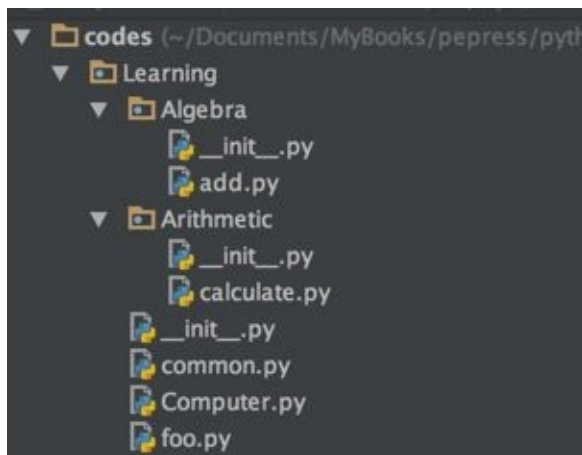 codes (~/Documents/MyBooks/pepress/pyth
Learning
Algebra
__init__.py
add.py
Arithmetic
__init__.py
calculate.py
__init__.py
common.py
Computer.py
foo.py